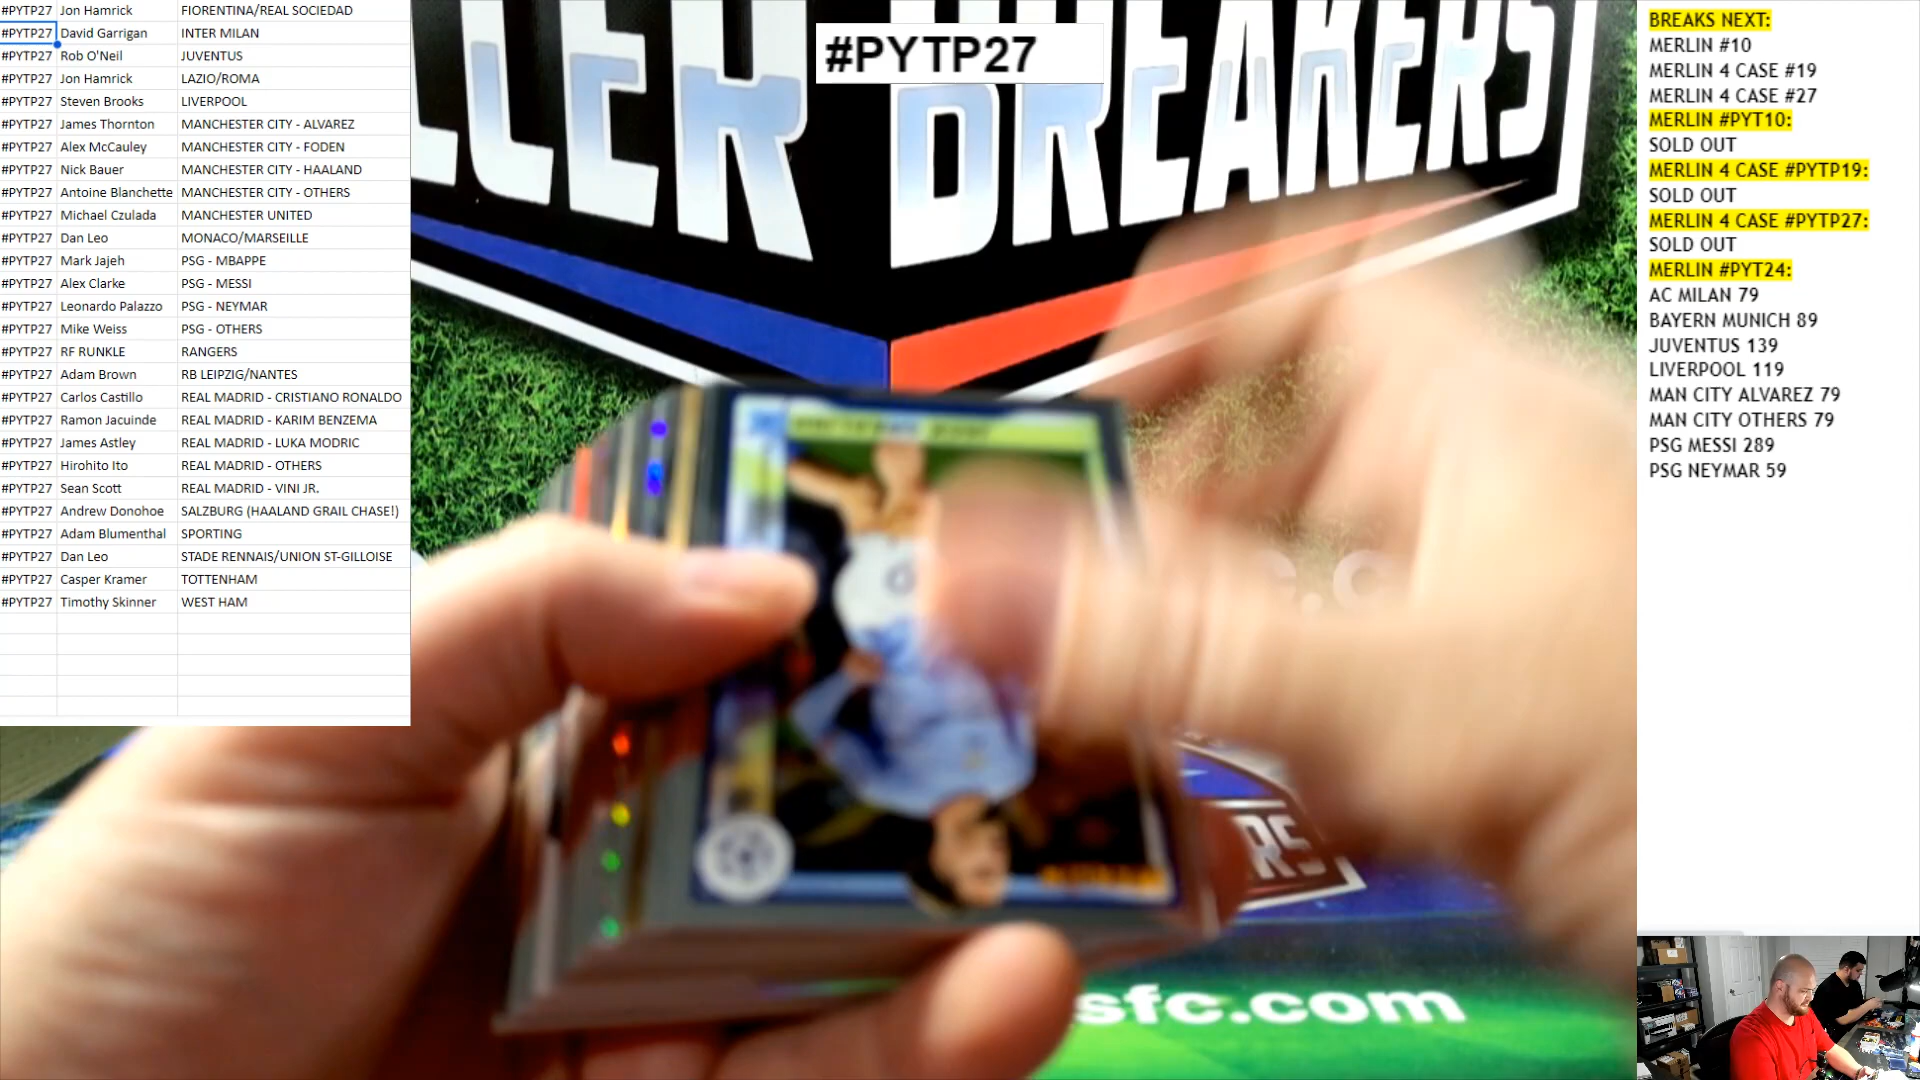 #PYTP27 Jon Hamrick FIORENTINA/REAL SOCIEDAD
#PYTP27 David Garrigan INTER MILAN
#PYTP27 Rob O'Neil JUVENTUS
#PYTP27 Jon Hamrick LAZIO/ROMA
#PYTP27 Steven Brooks LIVERPOOL
#PYTP27 James Thornton MANCHESTER CITY - ALVAREZ
#PYTP27 Alex McCauley MANCHESTER CITY - FODEN
#PYTP27 Nick Bauer MANCHESTER CITY - HAALAND
#PYTP27 Antoine Blanchette MANCHESTER CITY - OTHERS
#PYTP27 Michael Czulada MANCHESTER UNITED
#PYTP27 Dan Leo MONACO/MARSEILLE
#PYTP27 Mark Jajeh PSG - MBAPPE
#PYTP27 Alex Clarke PSG - MESSI
#PYTP27 Leonardo Palazzo PSG - NEYMAR
#PYTP27 Mike Weiss PSG - OTHERS
#PYTP27 RF RUNKLE RANGERS
#PYTP27 Adam Brown RB LEIPZIG/NANTES
#PYTP27 Carlos Castillo REAL MADRID - CRISTIANO RONALDO
#PYTP27 Ramon Jacuinde REAL MADRID - KARIM BENZEMA
#PYTP27 James Astley REAL MADRID - LUKA MODRIC
#PYTP27 Hirohito Ito REAL MADRID - OTHERS
#PYTP27 Sean Scott REAL MADRID - VINI JR.
#PYTP27 Andrew Donohoe SALZBURG (HAALAND GRAIL CHASE!)
#PYTP27 Adam Blumenthal SPORTING
#PYTP27 Dan Leo STADE RENNAIS/UNION ST-GILLOISE
#PYTP27 Casper Kramer TOTTENHAM
#PYTP27 Timothy Skinner WEST HAM
#PYTP27
BREAKERS
sfc.com
BREAKS NEXT:
MERLIN #10
MERLIN 4 CASE #19
MERLIN 4 CASE #27
MERLIN #PYT10:
SOLD OUT
MERLIN 4 CASE #PYTP19:
SOLD OUT
MERLIN 4 CASE #PYTP27:
SOLD OUT
MERLIN #PYT24:
AC MILAN 79
BAYERN MUNICH 89
JUVENTUS 139
LIVERPOOL 119
MAN CITY ALVAREZ 79
MAN CITY OTHERS 79
PSG MESSI 289
PSG NEYMAR 59